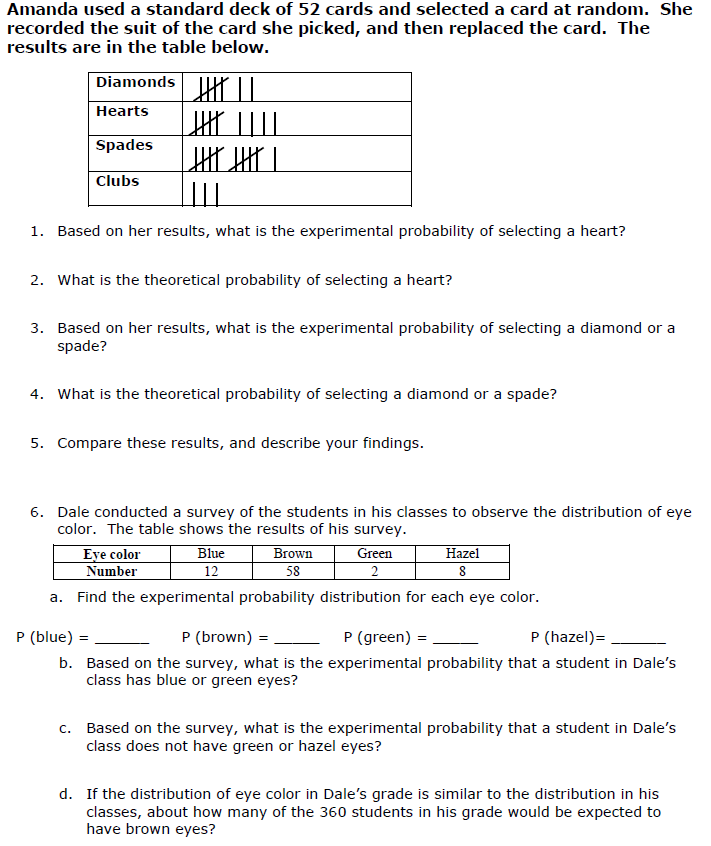 Amanda used a standard deck of 52 cards and selected a card at random.  She
recorded the suit of the card she picked, and then replaced the card.  The
results are in the table below.
Diamonds
Hearts
Spades
Clubs
1. Based on her results, what is the experimental probability of selecting a heart?
2. What is the theoretical probability of selecting a heart?
3. Based on her results, what is the experimental probability of selecting a diamond or a
spade?
4. What is the theoretical probability of selecting a diamond or a spade?
5. Compare these results, and describe your findings.
6. Dale conducted a survey of the students in his classes to observe the distribution of eye
color.  The table shows the results of his survey.
Eye color Blue Brown Green Hazel
Number 12 58 2 8
a. Find the experimental probability distribution for each eye color.
P (blue) = _______ P (brown) = ______ P (green) = ______ P (hazel)= _______
b. Based on the survey, what is the experimental probability that a student in Dale’s
class has blue or green eyes?
c. Based on the survey, what is the experimental probability that a student in Dale’s
class does not have green or hazel eyes?
d. If the distribution of eye color in Dale’s grade is similar to the distribution in his
classes, about how many of the 360 students in his grade would be expected to
have brown eyes?